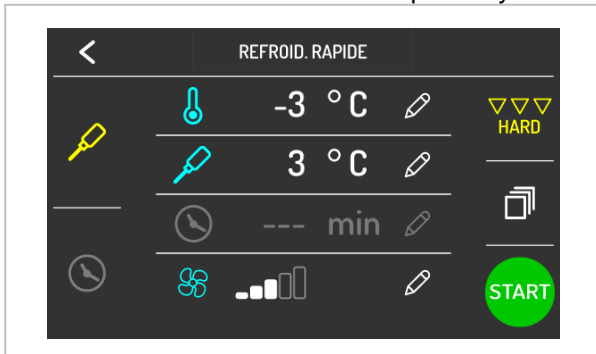 REFROID. RAPIDE
-3 °C
HARD
3 °C
--- min
START